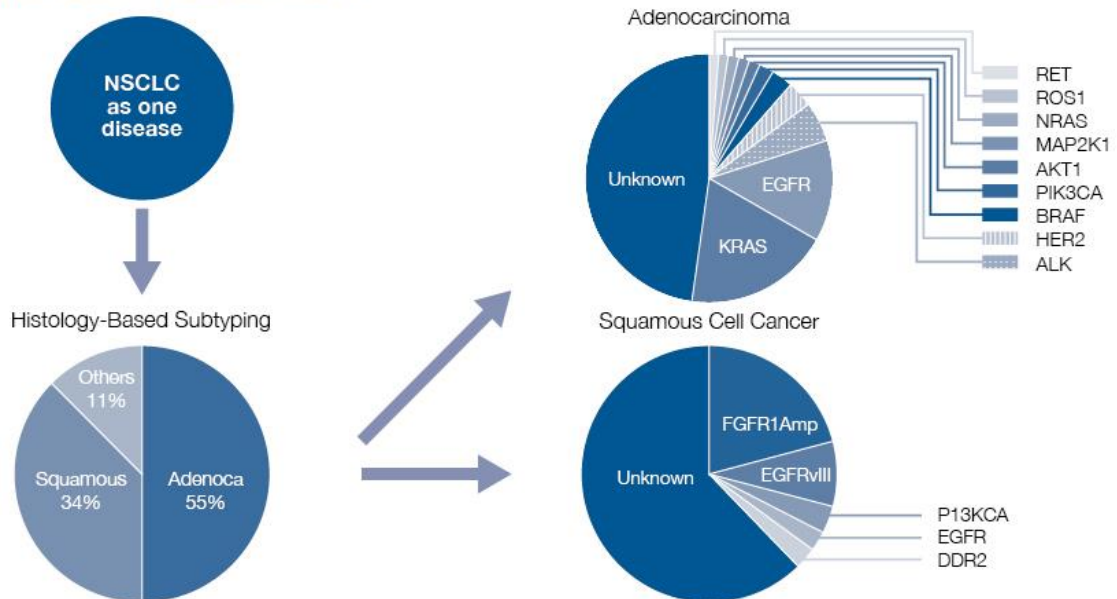 NSCLC
as one
disease
Histology-Based Subtyping
Others
11%
Squamous
34%
Adenoca
55%
Adenocarcinoma
Unknown
EGFR
KRAS
RET
ROS1
NRAS
MAP2K1
AKT1
PIK3CA
BRAF
HER2
ALK
Squamous Cell Cancer
FGFR1Amp
EGFRvIII
Unknown
P13KCA
EGFR
DDR2